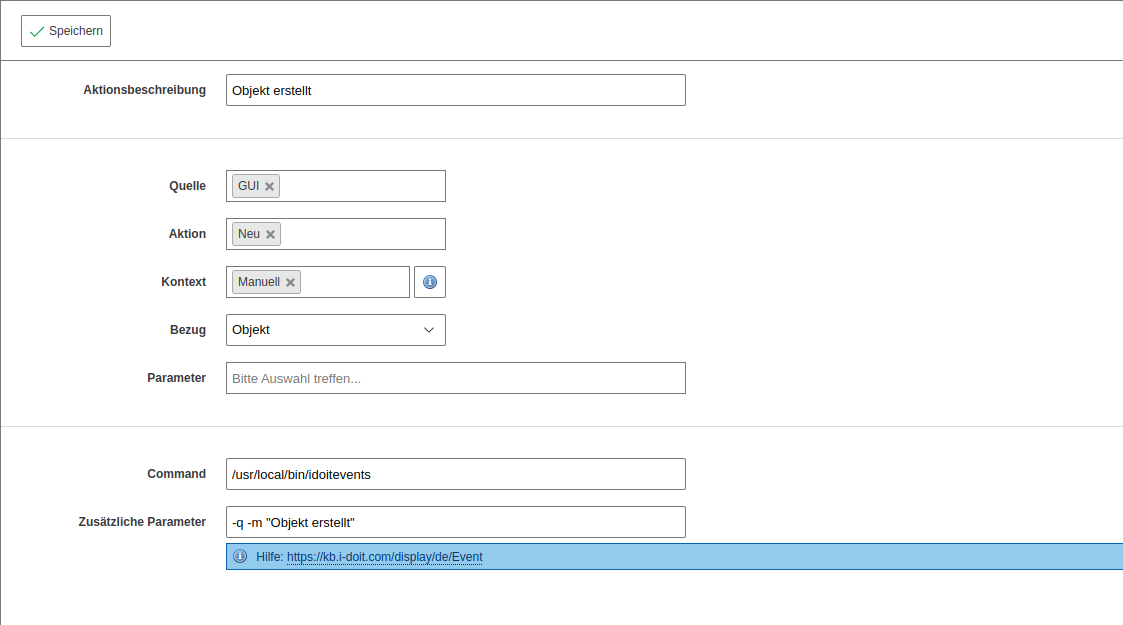 Speichern
Aktionsbeschreibung Objekt erstellt
Quelle GUI
Aktion Neu
Kontext Manuell
Bezug Objekt
Parameter Bitte Auswahl treffen...
Command /usr/local/bin/idoitevents
Zusätzliche Parameter -q -m "Objekt erstellt"
Hilfe: https://kb.i-doit.com/display/de/Event